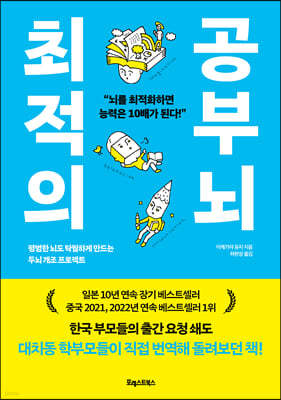 최적의
공부뇌
“뇌를 최적화하면
능력은 10배가 된다!”
평범한 뇌도 탁월하게 만드는
두뇌 개조 프로젝트
이케가야 유지 지음
하현성 옮김
일본 10년 연속 장기 베스트셀러
중국 2021, 2022년 연속 베스트셀러 1위
한국 부모들의 출간 요청 쇄도
대치동 학부모들이 직접 번역해 돌려보던 책!
포레스트북스